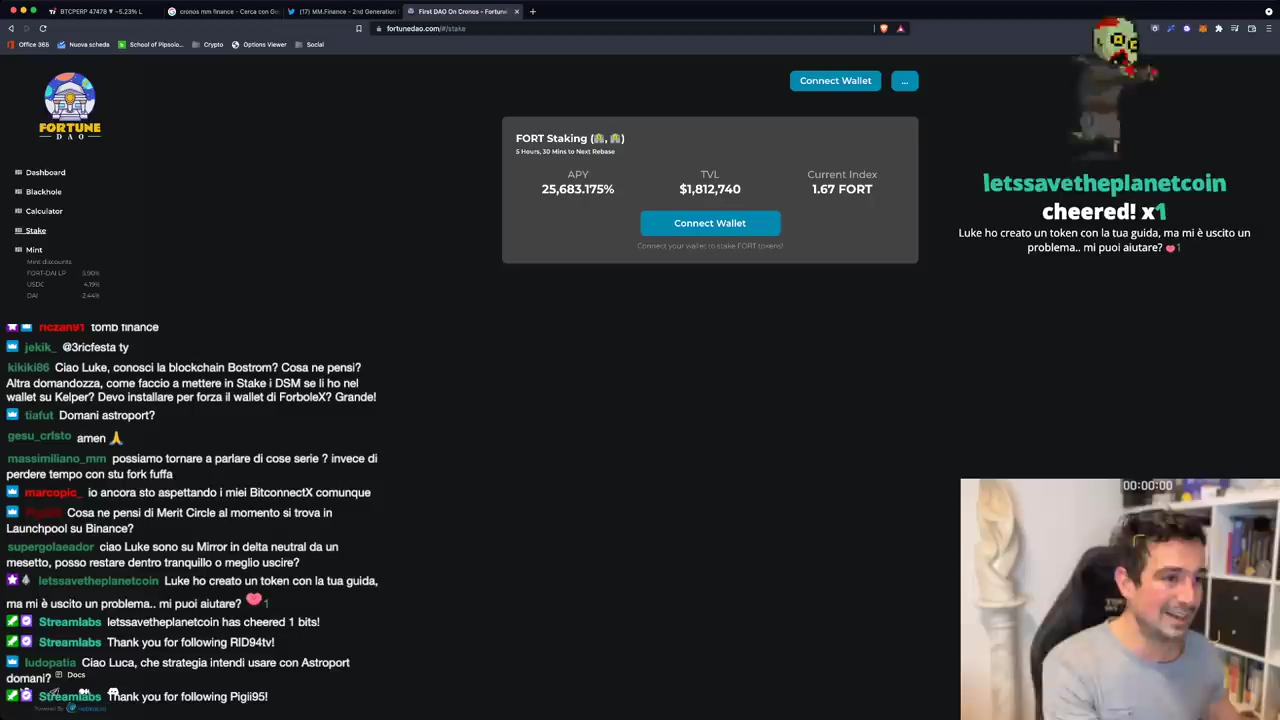 BTCPERP 47478 ▾ −5.23%
cronos mm finance - Cerca con Go
(17) MM.Finance - 2nd Generation
First DAO On Cronos - Fortune
fortunedao.com/#/stake
Office 365
Nuova scheda
School of Pipsolo...
Crypto
Options Viewer
Social
FORTUNE
DAO
Dashboard
Blackhole
Calculator
Stake
Mint
Mint discounts
FORT-DAI LP 5.90%
USDC 4.19%
DAI -2.44%
Connect Wallet
...
FORT Staking
5 Hours, 30 Mins to Next Rebase
APY
25,683.175%
TVL
$1,812,740
Current Index
1.67 FORT
Connect Wallet
Connect your wallet to stake FORT tokens!
letssavetheplanetcoin
cheered! x1
Luke ho creato un token con la tua guida, ma mi è uscito un
problema.. mi puoi aiutare? 1
riczan91 tomb finance
jekik_ @3ricfesta ty
kikiki86 Ciao Luke, conosci la blockchain Bostrom? Cosa ne pensi?
Altra domandozza, come faccio a mettere in Stake i DSM se li ho nel
wallet su Kelper? Devo installare per forza il wallet di ForboleX? Grande!
tiafut Domani astroport?
gesu_cr1sto amen 🙏
massimiliano_mm possiamo tornare a parlare di cose serie ? invece di
perdere tempo con stu fork fuffa
marcopic_ io ancora sto aspettando i miei BitconnectX comunque
Cosa ne pensi di Merit Circle al momento si trova in
Launchpool su Binance?
supergolaeador ciao Luke sono su Mirror in delta neutral da un
mesetto, posso restare dentro tranquillo o meglio uscire?
letssavetheplanetcoin Luke ho creato un token con la tua guida,
ma mi è uscito un problema.. mi puoi aiutare? 1
Streamlabs letssavetheplanetcoin has cheered 1 bits!
Streamlabs Thank you for following RID94tv!
ludopatia Ciao Luca, che strategia intendi usare con Astroport
domani?
Docs
Streamlabs Thank you for following Pigii95!
Powered By
00:00:00